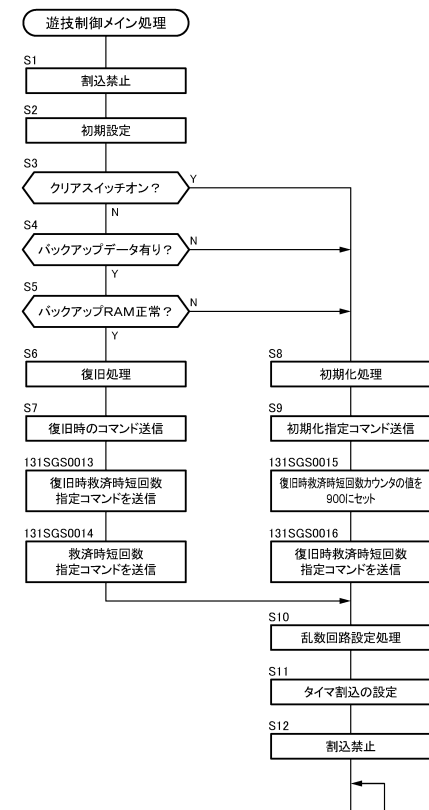 遊技制御メイン処理
S1
割込禁止
S2
初期設定
S3
クリアスイッチオン？
Y
N
S4
バックアップデータ有り？
N
Y
S5
バックアップRAM正常？
N
Y
S6
復旧処理
S7
復旧時のコマンド送信
131SGS0013
復旧時救済時短回数
指定コマンドを送信
131SGS0014
救済時短回数
指定コマンドを送信
S8
初期化処理
S9
初期化指定コマンド送信
131SGS0015
復旧時救済時短回数カウンタの値を
900にセット
131SGS0016
復旧時救済時短回数
指定コマンドを送信
S10
乱数回路設定処理
S11
タイマ割込の設定
S12
割込禁止